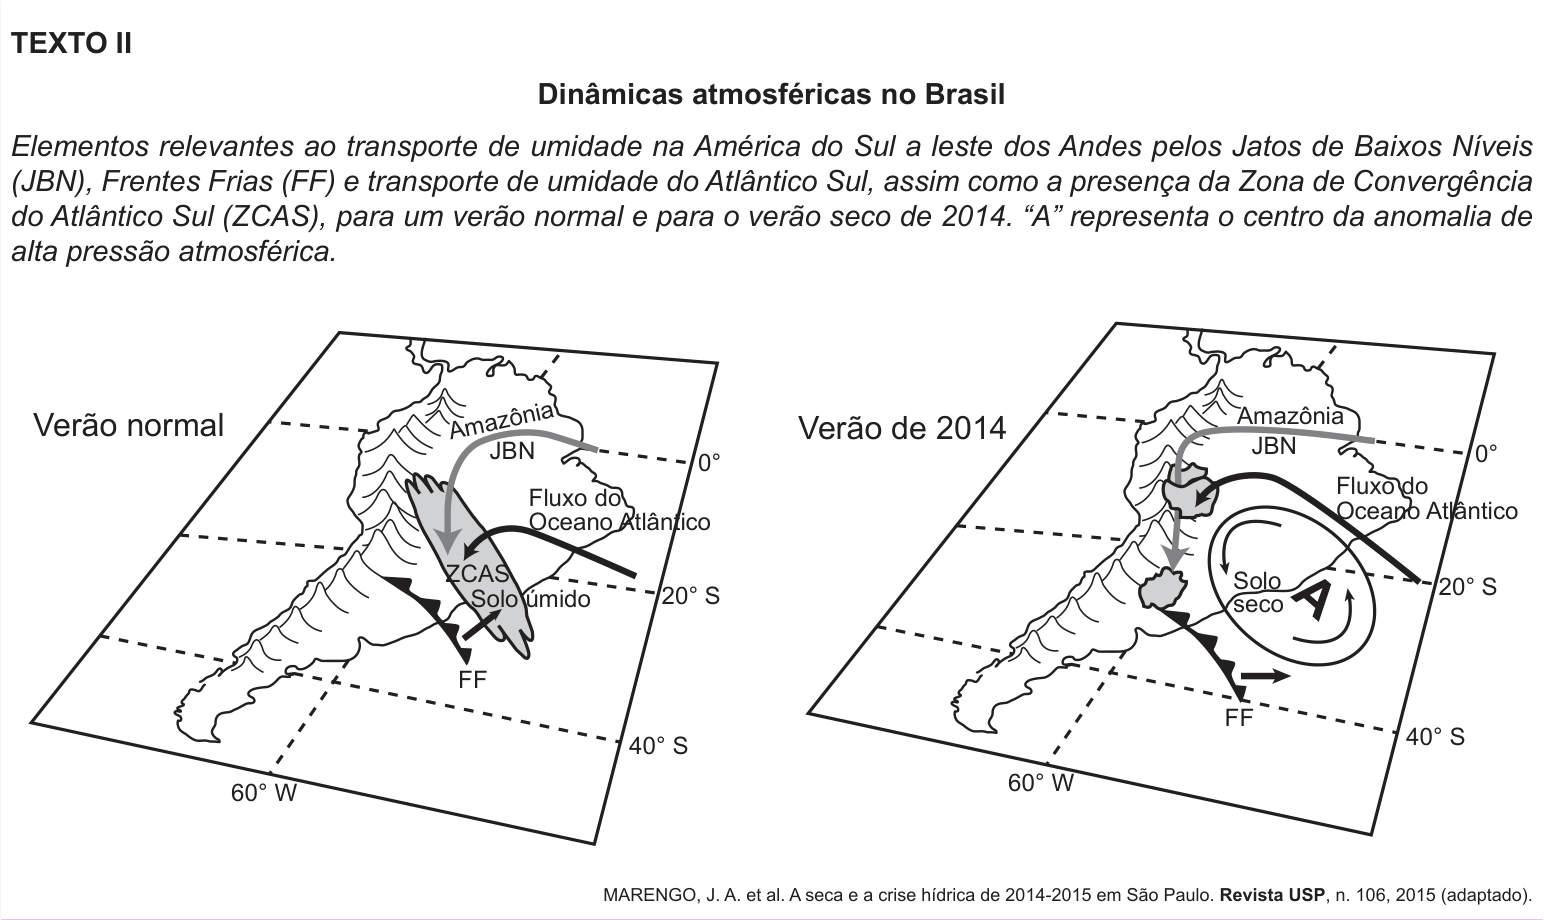 TEXTO II
Dinâmicas atmosféricas no Brasil
Elementos relevantes ao transporte de umidade na América do Sul a leste dos Andes pelos Jatos de Baixos Níveis
(JBN), Frentes Frias (FF) e transporte de umidade do Atlântico Sul, assim como a presença da Zona de Convergência
do Atlântico Sul (ZCAS), para um verão normal e para o verão seco de 2014. “A” representa o centro da anomalia de
alta pressão atmosférica.
Verão normal
Amazônia
JBN
0°
Fluxo do
Oceano Atlântico
ZCAS
Solo úmido
20° S
FF
40° S
60° W
Verão de 2014
Amazônia
JBN
0°
Fluxo do
Oceano Atlântico
Solo
seco
A
20° S
FF
40° S
60° W
MARENGO, J. A. et al. A seca e a crise hídrica de 2014-2015 em São Paulo. Revista USP, n. 106, 2015 (adaptado).